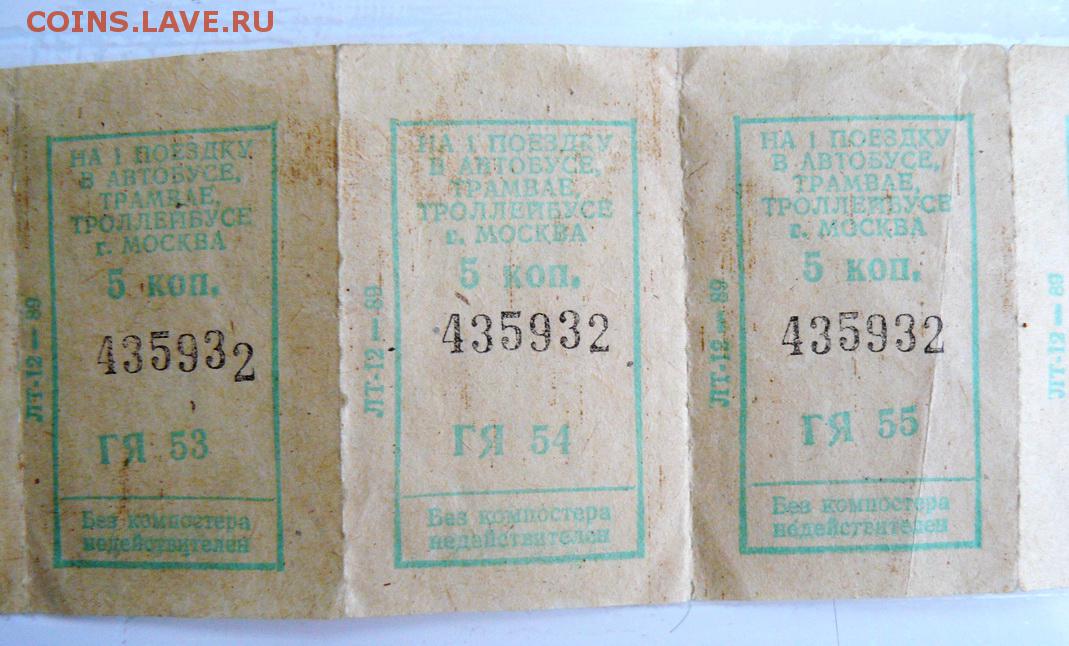 COINS.LAVE.RU
ЛТ-12-89
НА 1 ПОЕЗДКУ
В АВТОБУСЕ,
ТРАМВАЕ,
ТРОЛЛЕЙБУСЕ
г. МОСКВА
5 коп.
435932
ГЯ 53
Без компостера
недействителен
ЛТ-12-89
НА 1 ПОЕЗДКУ
В АВТОБУСЕ,
ТРАМВАЕ,
ТРОЛЛЕЙБУСЕ
г. МОСКВА
5 коп.
435932
ГЯ 54
Без компостера
недействителен
ЛТ-12-89
НА 1 ПОЕЗДКУ
В АВТОБУСЕ,
ТРАМВАЕ,
ТРОЛЛЕЙБУСЕ
г. МОСКВА
5 коп.
435932
ГЯ 55
Без компостера
недействителен
ЛТ-12-89